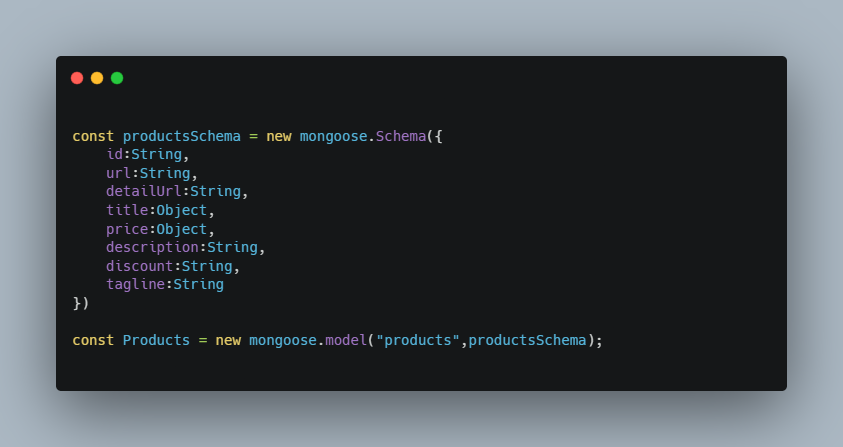 const productsSchema = new mongoose.Schema({
    id:String,
    url:String,
    detailUrl:String,
    title:Object,
    price:Object,
    description:String,
    discount:String,
    tagline:String
})
const Products = new mongoose.model("products",productsSchema);